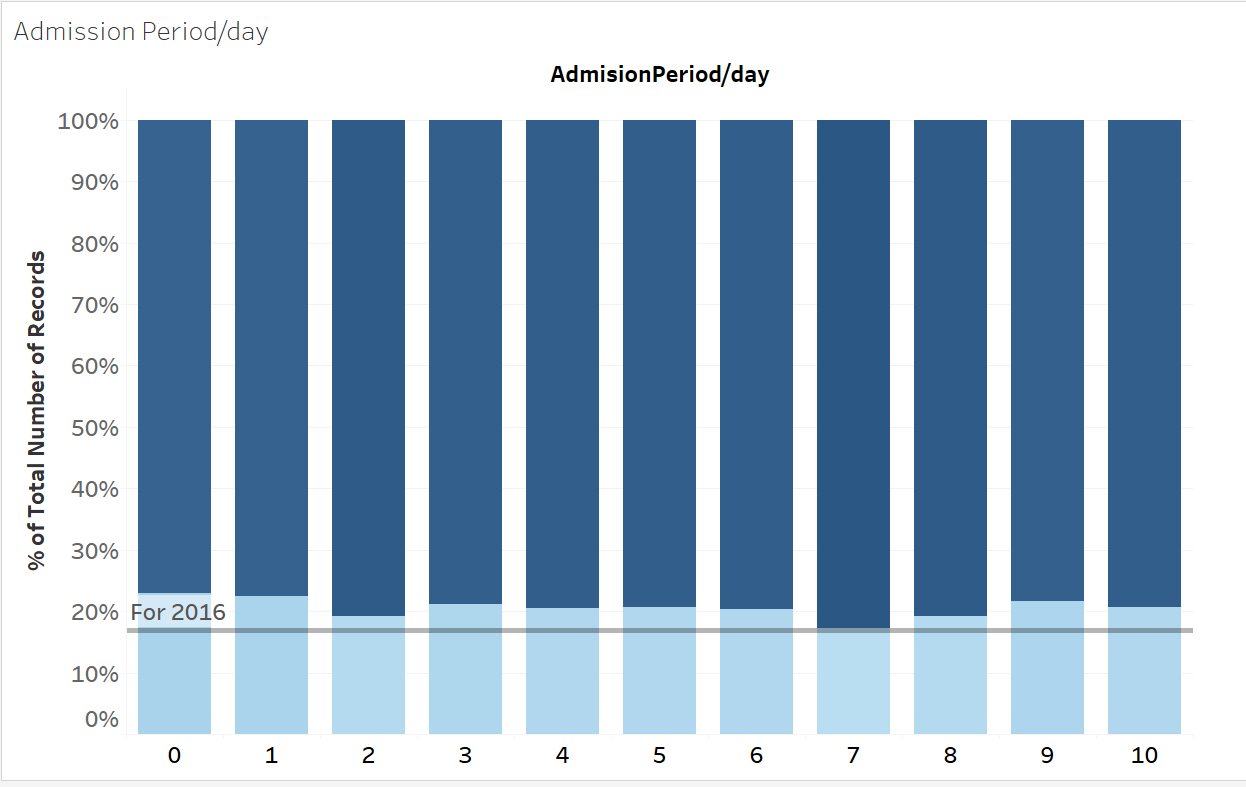 Admission Period/day
AdmisionPeriod/day
% of Total Number of Records
100%
90%
80%
70%
60%
50%
40%
30%
20%
10%
0%
For 2016
0 1 2 3 4 5 6 7 8 9 10